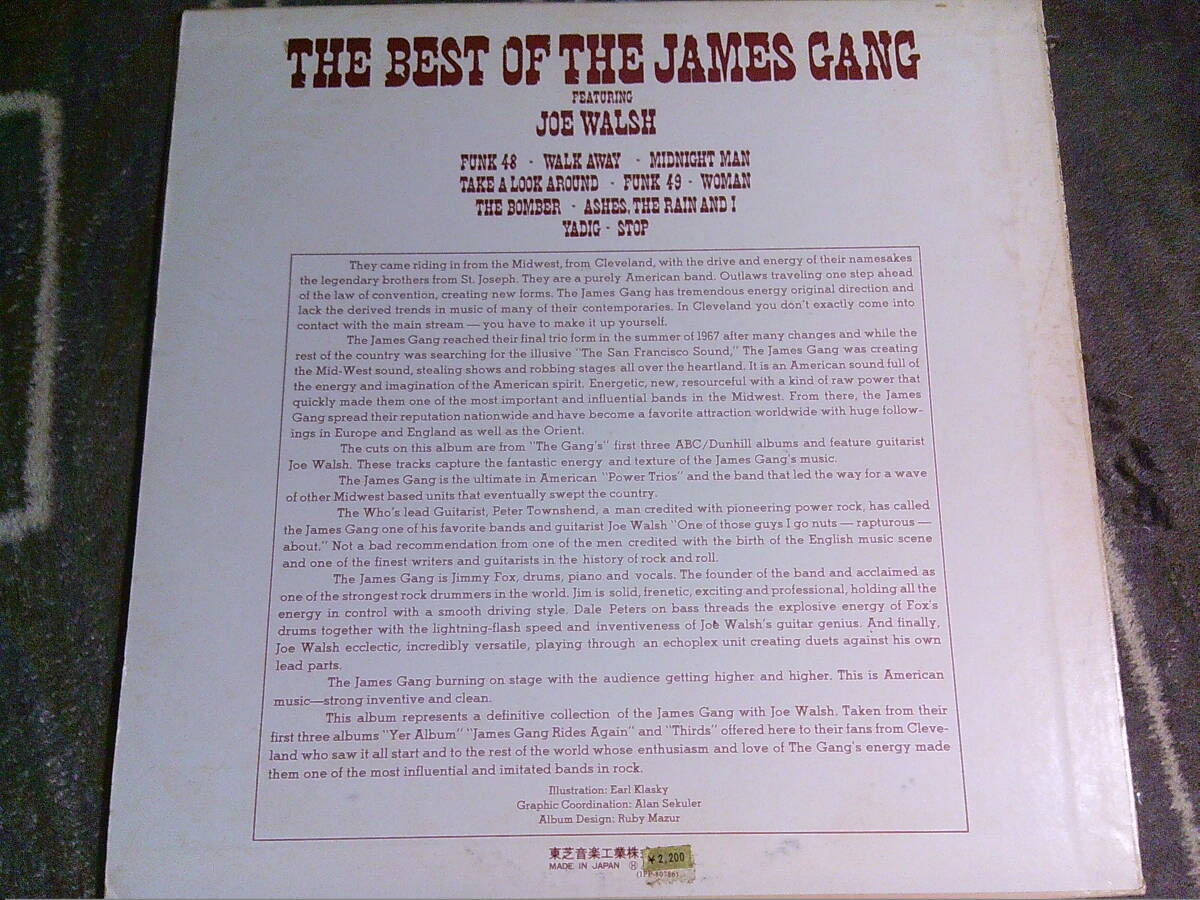 THE BEST OF THE JAMES GANG
FEATURING
JOE WALSH
FUNK 48 - WALK AWAY - MIDNIGHT MAN
TAKE A LOOK AROUND - FUNK 49 - WOMAN
THE BOMBER - ASHES, THE RAIN AND I
YADIG - STOP
They came riding in from the Midwest, from Cleveland, with the drive and energy of their namesakes
the legendary brothers from St. Joseph. They are a purely American band. Outlaws traveling one step ahead
of the law of convention, creating new forms. The James Gang has tremendous energy original direction and
lack the derived trends in music of many of their contemporaries. In Cleveland you don't exactly come into
contact with the main stream — you have to make it up yourself.
The James Gang reached their final trio form in the summer of 1967 after many changes and while the
rest of the country was searching for the illusive "The San Francisco Sound," The James Gang was creating
the Mid-West sound, stealing shows and robbing stages all over the heartland. It is an American sound full of
the energy and imagination of the American spirit. Energetic, new, resourceful with a kind of raw power that
quickly made them one of the most important and influential bands in the Midwest. From there, the James
Gang spread their reputation nationwide and have become a favorite attraction worldwide with huge follow-
ings in Europe and England as well as the Orient.
The cuts on this album are from "The Gang's" first three ABC/Dunhill albums and feature guitarist
Joe Walsh. These tracks capture the fantastic energy and texture of the James Gang's music.
The James Gang is the ultimate in American "Power Trios" and the band that led the way for a wave
of other Midwest based units that eventually swept the country.
The Who's lead Guitarist, Peter Townshend, a man credited with pioneering power rock, has called
the James Gang one of his favorite bands and guitarist Joe Walsh "One of those guys I go nuts — rapturous —
about." Not a bad recommendation from one of the men credited with the birth of the English music scene
and one of the finest writers and guitarists in the history of rock and roll.
The James Gang is Jimmy Fox, drums, piano and vocals. The founder of the band and acclaimed as
one of the strongest rock drummers in the world. Jim is solid, frenetic, exciting and professional, holding all the
energy in control with a smooth driving style. Dale Peters on bass threads the explosive energy of Fox's
drums together with the lightning-flash speed and inventiveness of Joe Walsh's guitar genius. And finally,
Joe Walsh ecclectic, incredibly versatile, playing through an echoplex unit creating duets against his own
lead parts.
The James Gang burning on stage with the audience getting higher and higher. This is American
music—strong inventive and clean.
This album represents a definitive collection of the James Gang with Joe Walsh. Taken from their
first three albums "Yer Album" "James Gang Rides Again" and "Thirds" offered here to their fans from Cleve-
land who saw it all start and to the rest of the world whose enthusiasm and love of The Gang's energy made
them one of the most influential and imitated bands in rock.
Illustration: Earl Klasky
Graphic Coordination: Alan Sekuler
Album Design: Ruby Mazur
東芝音楽工業株式
MADE IN JAPAN Ⓗ
¥2,200